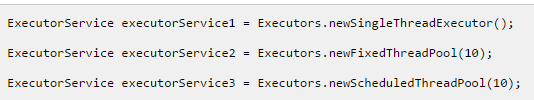 ExecutorService executorService1 = Executors.newSingleThreadExecutor();
ExecutorService executorService2 = Executors.newFixedThreadPool(10);
ExecutorService executorService3 = Executors.newScheduledThreadPool(10);